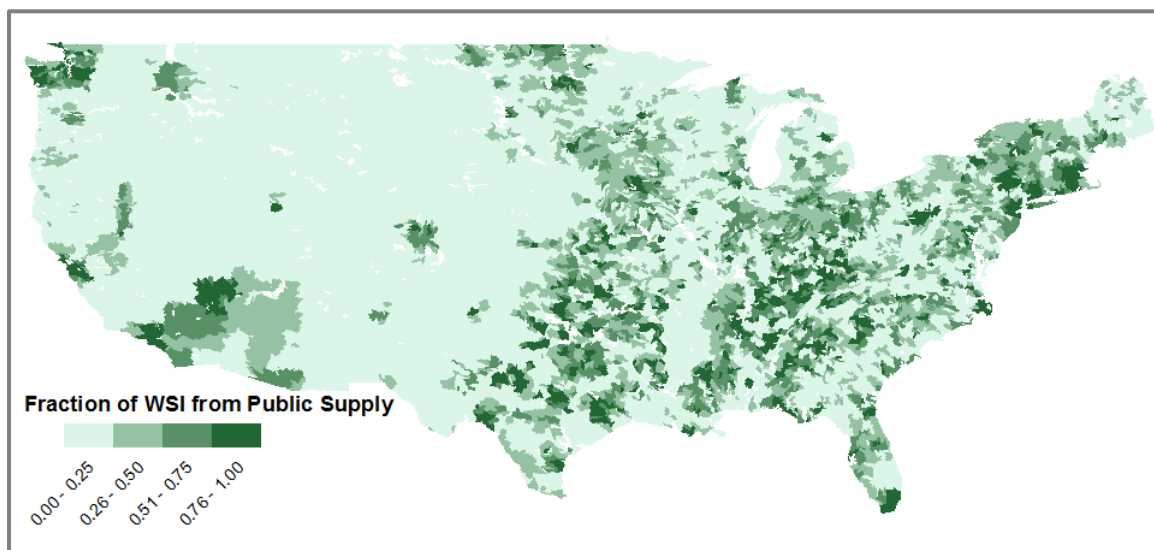 Fraction of WSI from Public Supply
0.00 - 0.25
0.26 - 0.50
0.51 - 0.75
0.76 - 1.00